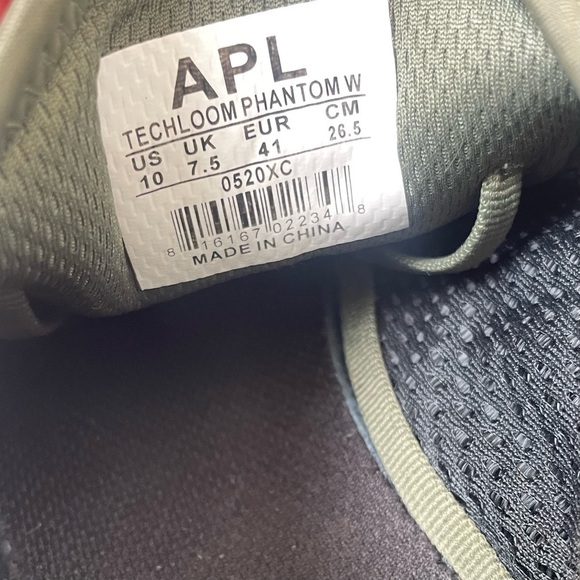 APL
TECHLOOM PHANTOM W
US UK EUR CM
10 7.5 41 26.5
0520XC
8 16167 02234 8
MADE IN CHINA